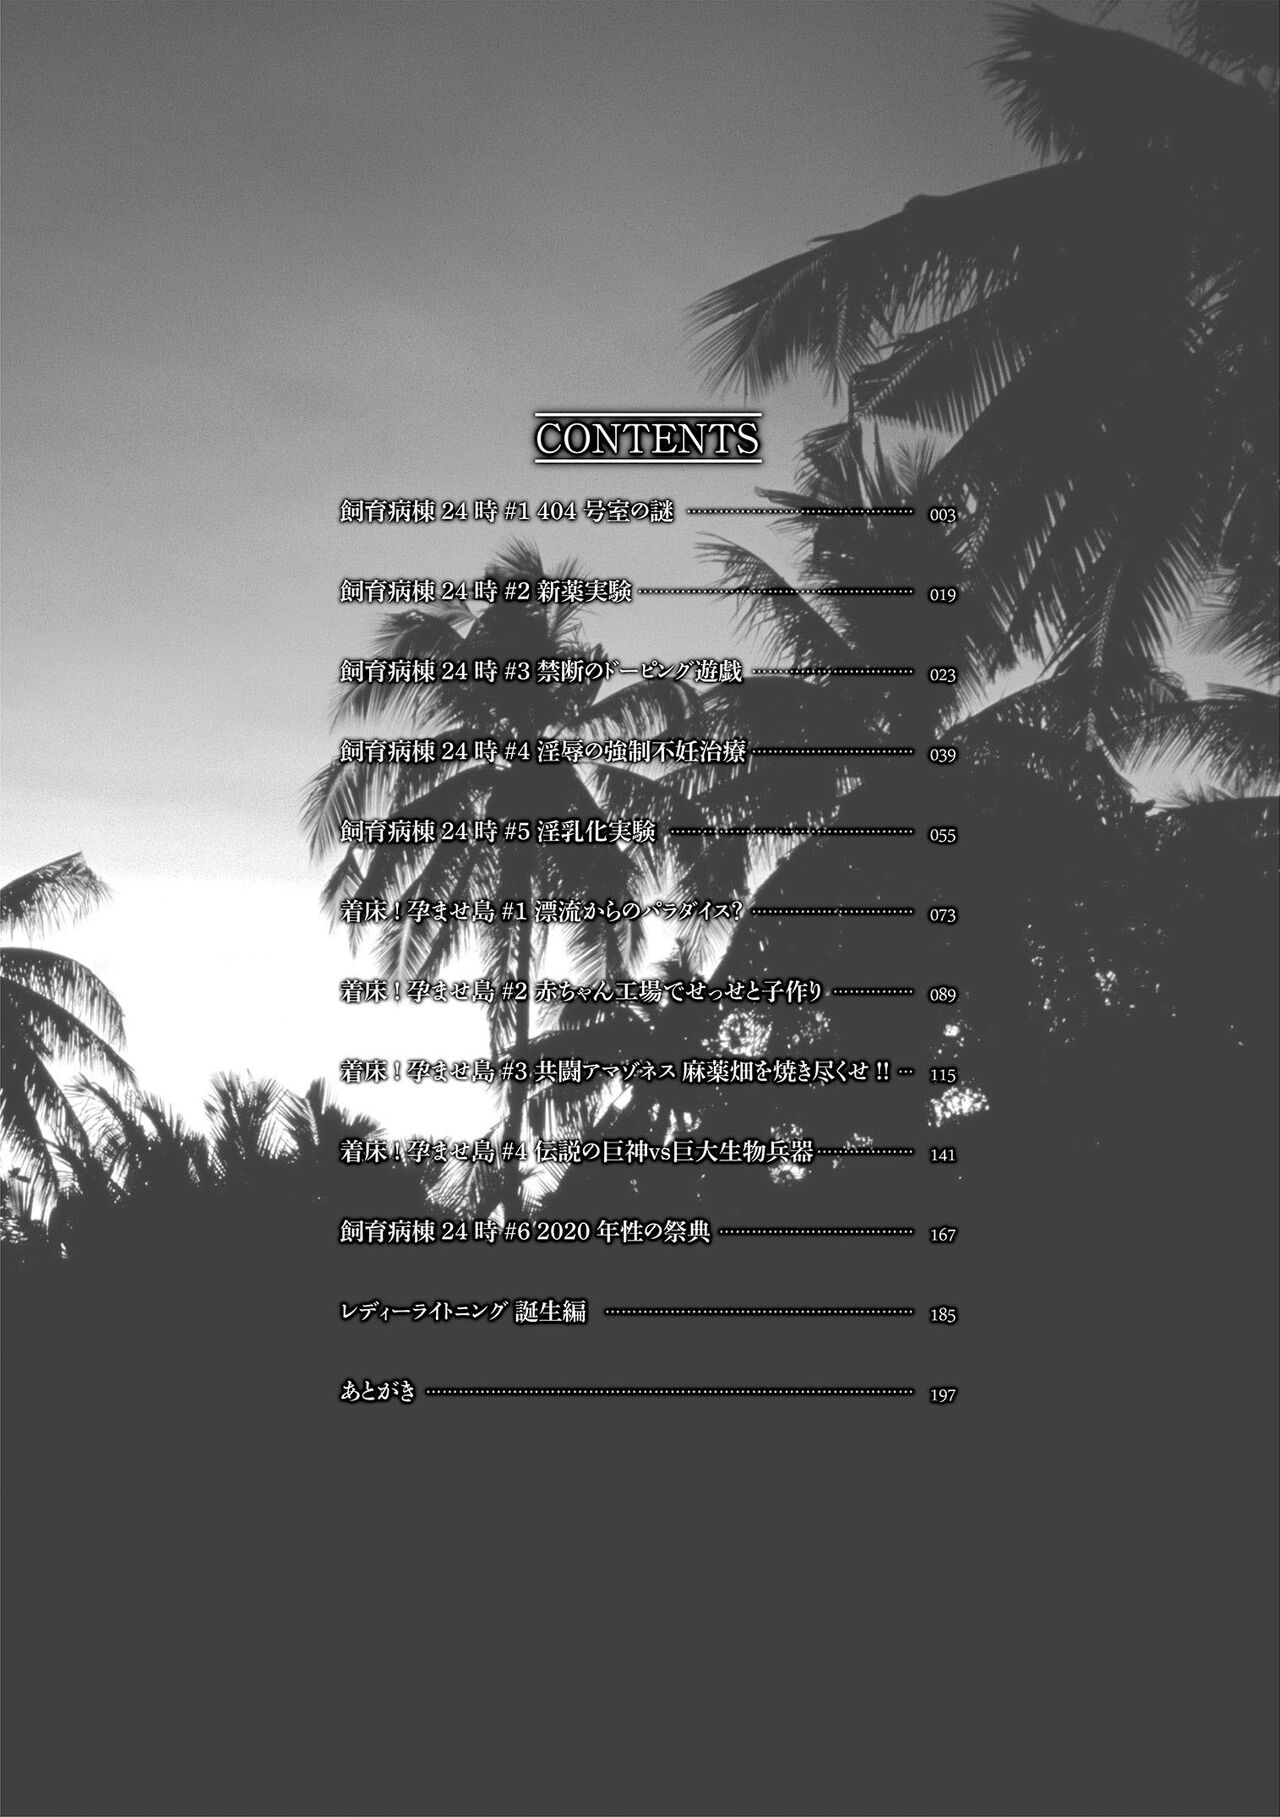 CONTENTS
飼育病棟 24 時 #1 404 号室の謎 ………………………………… 003
飼育病棟 24 時 #2 新薬実験 ………………………………… 019
飼育病棟 24 時 #3 禁断のドーピング遊戯 ………………………… 023
飼育病棟 24 時 #4 淫辱の強制不妊治療 ………………………… 039
飼育病棟 24 時 #5 淫乳化実験 ………………………………… 055
着床！孕ませ島 #1 漂流からのパラダイス? ………………………… 073
着床！孕ませ島 #2 赤ちゃん工場でせっせと子作り …………… 089
着床！孕ませ島 #3 共闘アマゾネス 麻薬畑を焼き尽くせ !! … 115
着床！孕ませ島 #4 伝説の巨神vs巨大生物兵器 ……………… 141
飼育病棟 24 時 #6 2020 年性の祭典 ………………………… 167
レディーライトニング 誕生編 ………………………………… 185
あとがき ………………………………………………………… 197